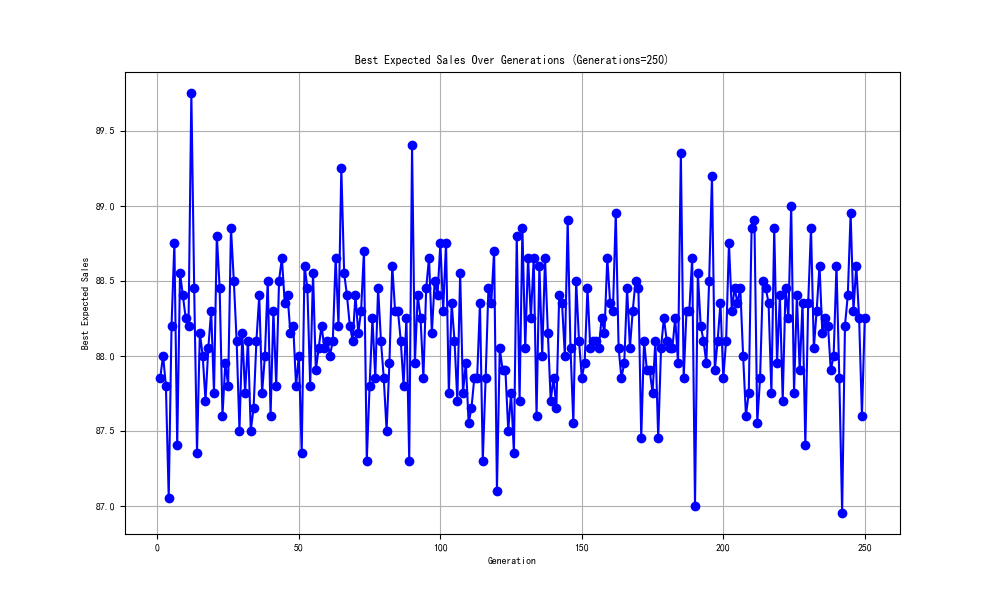 Best Expected Sales Over Generations (Generations=250)
89.5
89.0
88.5
88.0
87.5
87.0
Best Expected Sales
0 50 100 150 200 250
Generation